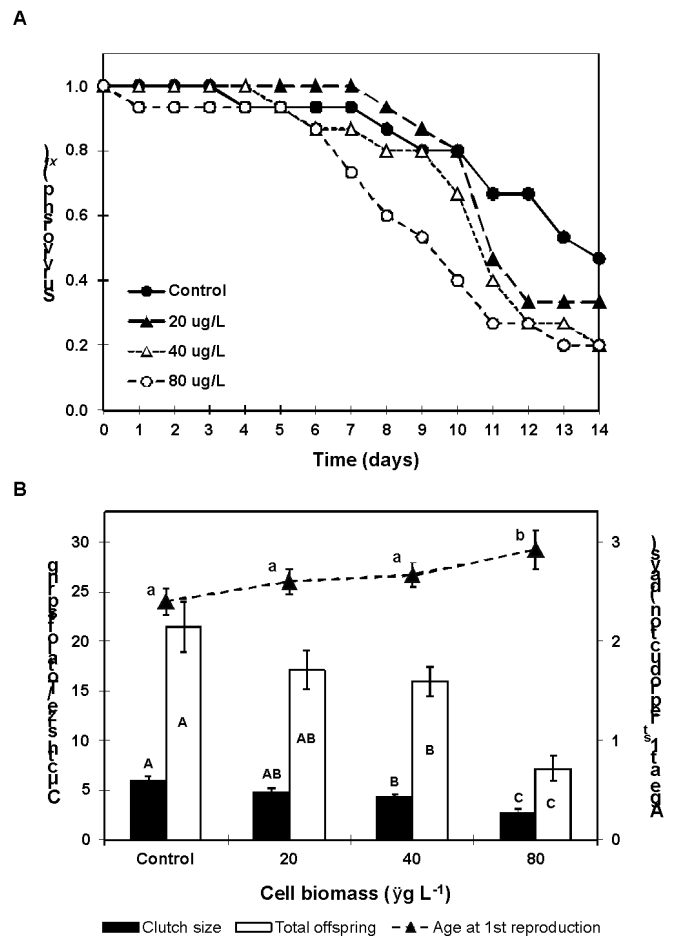 A
Survivorship (lx)
1.0
0.8
0.6
0.4
0.2
0.0
Control
20 ug/L
40 ug/L
80 ug/L
0 1 2 3 4 5 6 7 8 9 10 11 12 13 14
Time (days)
B
Clutch size / total offspring
30
25
20
15
10
5
0
a a a b
A A AB AB B B C C
3
2
1
0
Age at 1st reproduction (days)
Control 20 40 80
Cell biomass (ÿg L-1)
Clutch size Total offspring Age at 1st reproduction